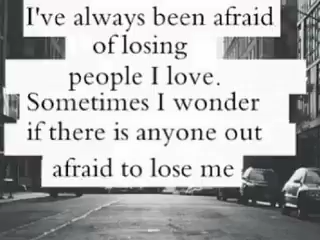 I've always been afraid
of losing
people I love.
Sometimes I wonder
if there is anyone out
afraid to lose me